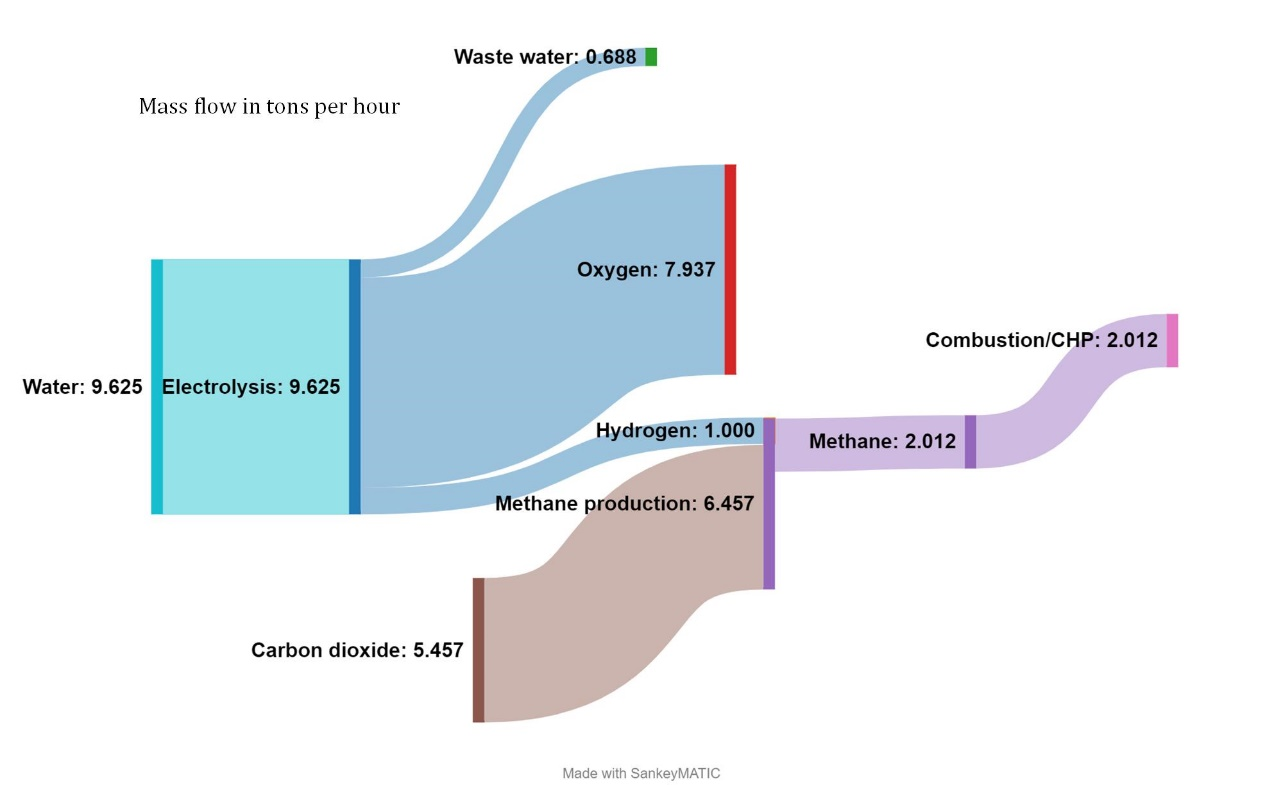 Waste water: 0.688
Mass flow in tons per hour
Oxygen: 7.937
Combustion/CHP: 2.012
Water: 9.625
Electrolysis: 9.625
Hydrogen: 1.000
Methane: 2.012
Methane production: 6.457
Carbon dioxide: 5.457
Made with SankeyMATIC